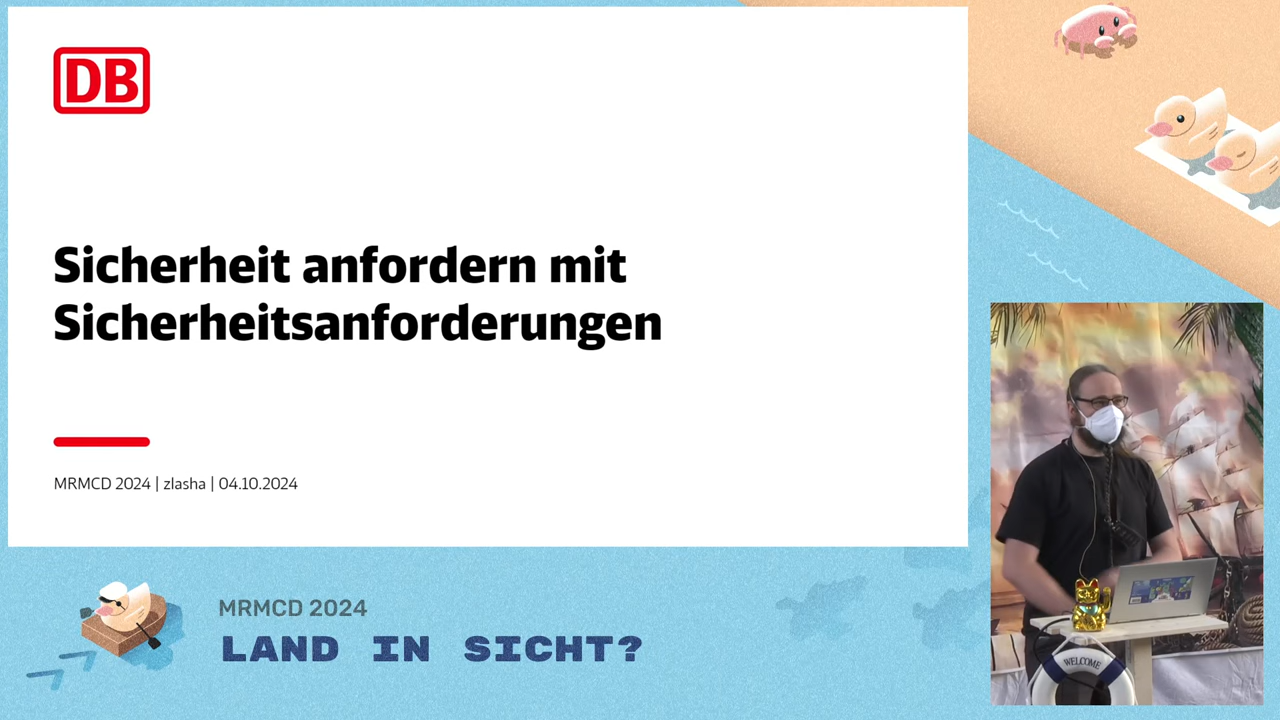 DB
Sicherheit anfordern mit
Sicherheitsanforderungen
MRMCD 2024 | zlasha | 04.10.2024
MRMCD 2024
LAND IN SICHT?
WELCOME